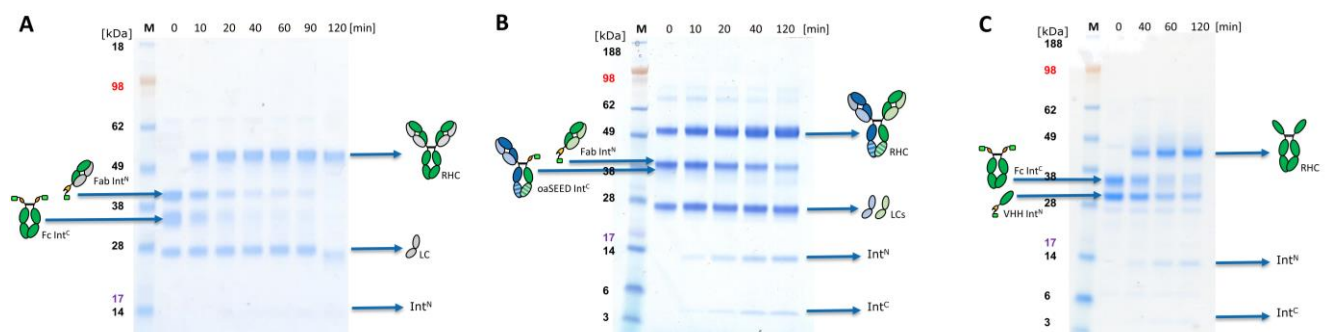 A
[kDa] M 0 10 20 40 60 90 120 [min]
18
98
62
49
38
28
17
14
Fab Int^N
Fc Int^C
RHC
LC
Int^N
B
[kDa] M 0 10 20 40 120 [min]
188
98
62
49
38
28
17
14
6
3
Fab Int^N
oaSEED Int^C
RHC
LCs
Int^N
Int^C
C
[kDa] M 0 40 60 120 [min]
188
98
62
49
38
28
17
14
6
3
Fc Int^C
VHH Int^N
RHC
Int^N
Int^C